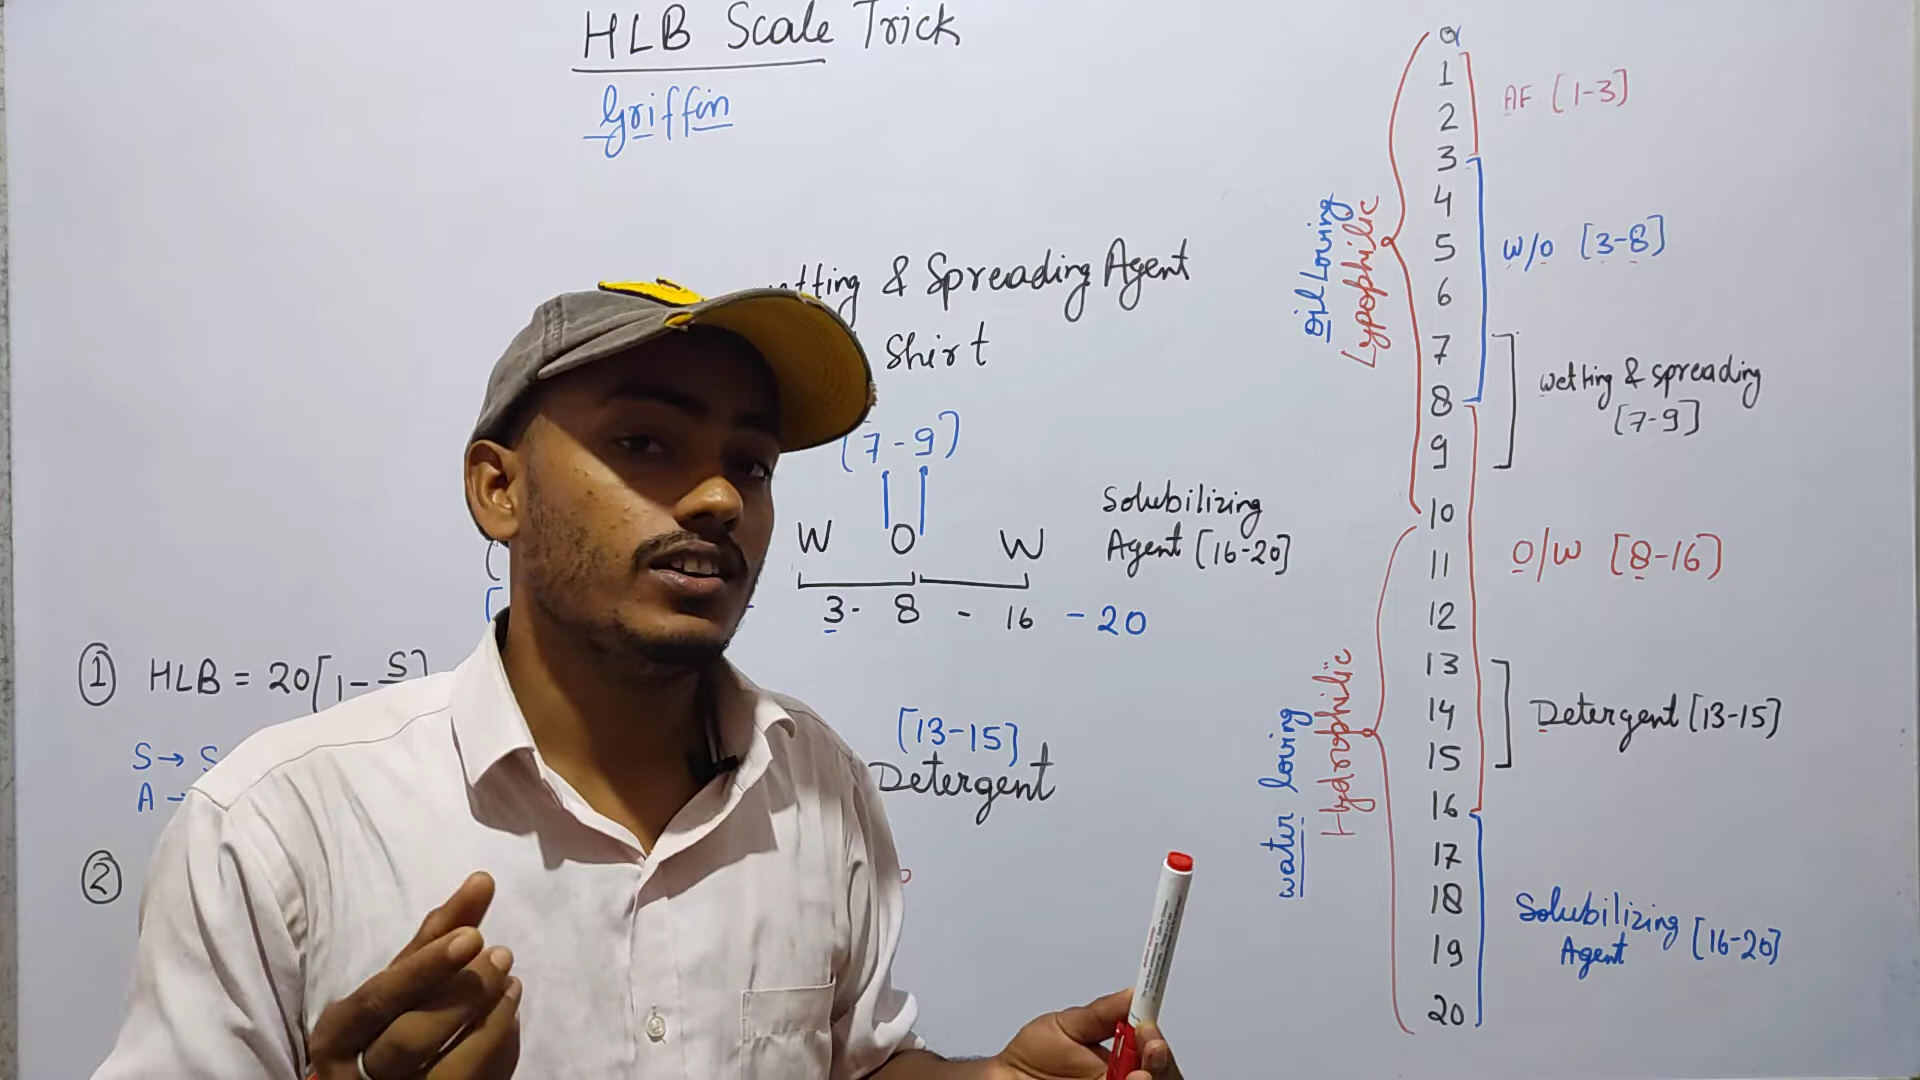 HLB Scale Trick
Griffin
& Spreading Agent
Shirt
[7-9]
W O W
3- 8 - 16 - 20
Solubilizing
Agent [16-20]
① HLB = 20[1- S
S → S
A →
[13-15]
Detergent
②
Oil Loving
Lypophilic
water loving
Hydrophilic
0
1
2
3
4
5
6
7
8
9
10
11
12
13
14
15
16
17
18
19
20
AF [1-3]
W/O [3-8]
wetting & spreading
[7-9]
O/W [8-16]
Detergent [13-15]
Solubilizing
Agent [16-20]